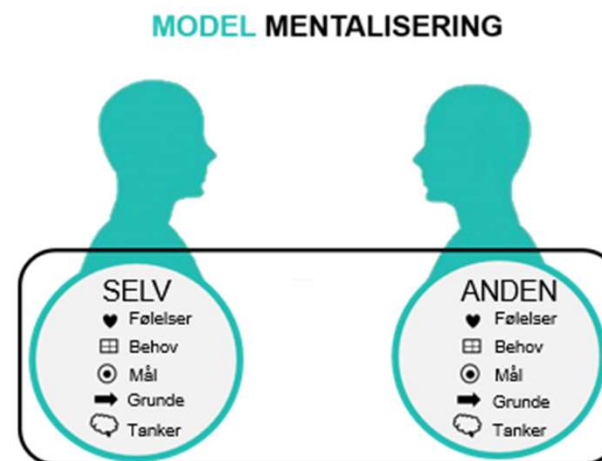 MODEL MENTALISERING
SELV
Følelser
Behov
Mål
Grunde
Tanker
ANDEN
Følelser
Behov
Mål
Grunde
Tanker